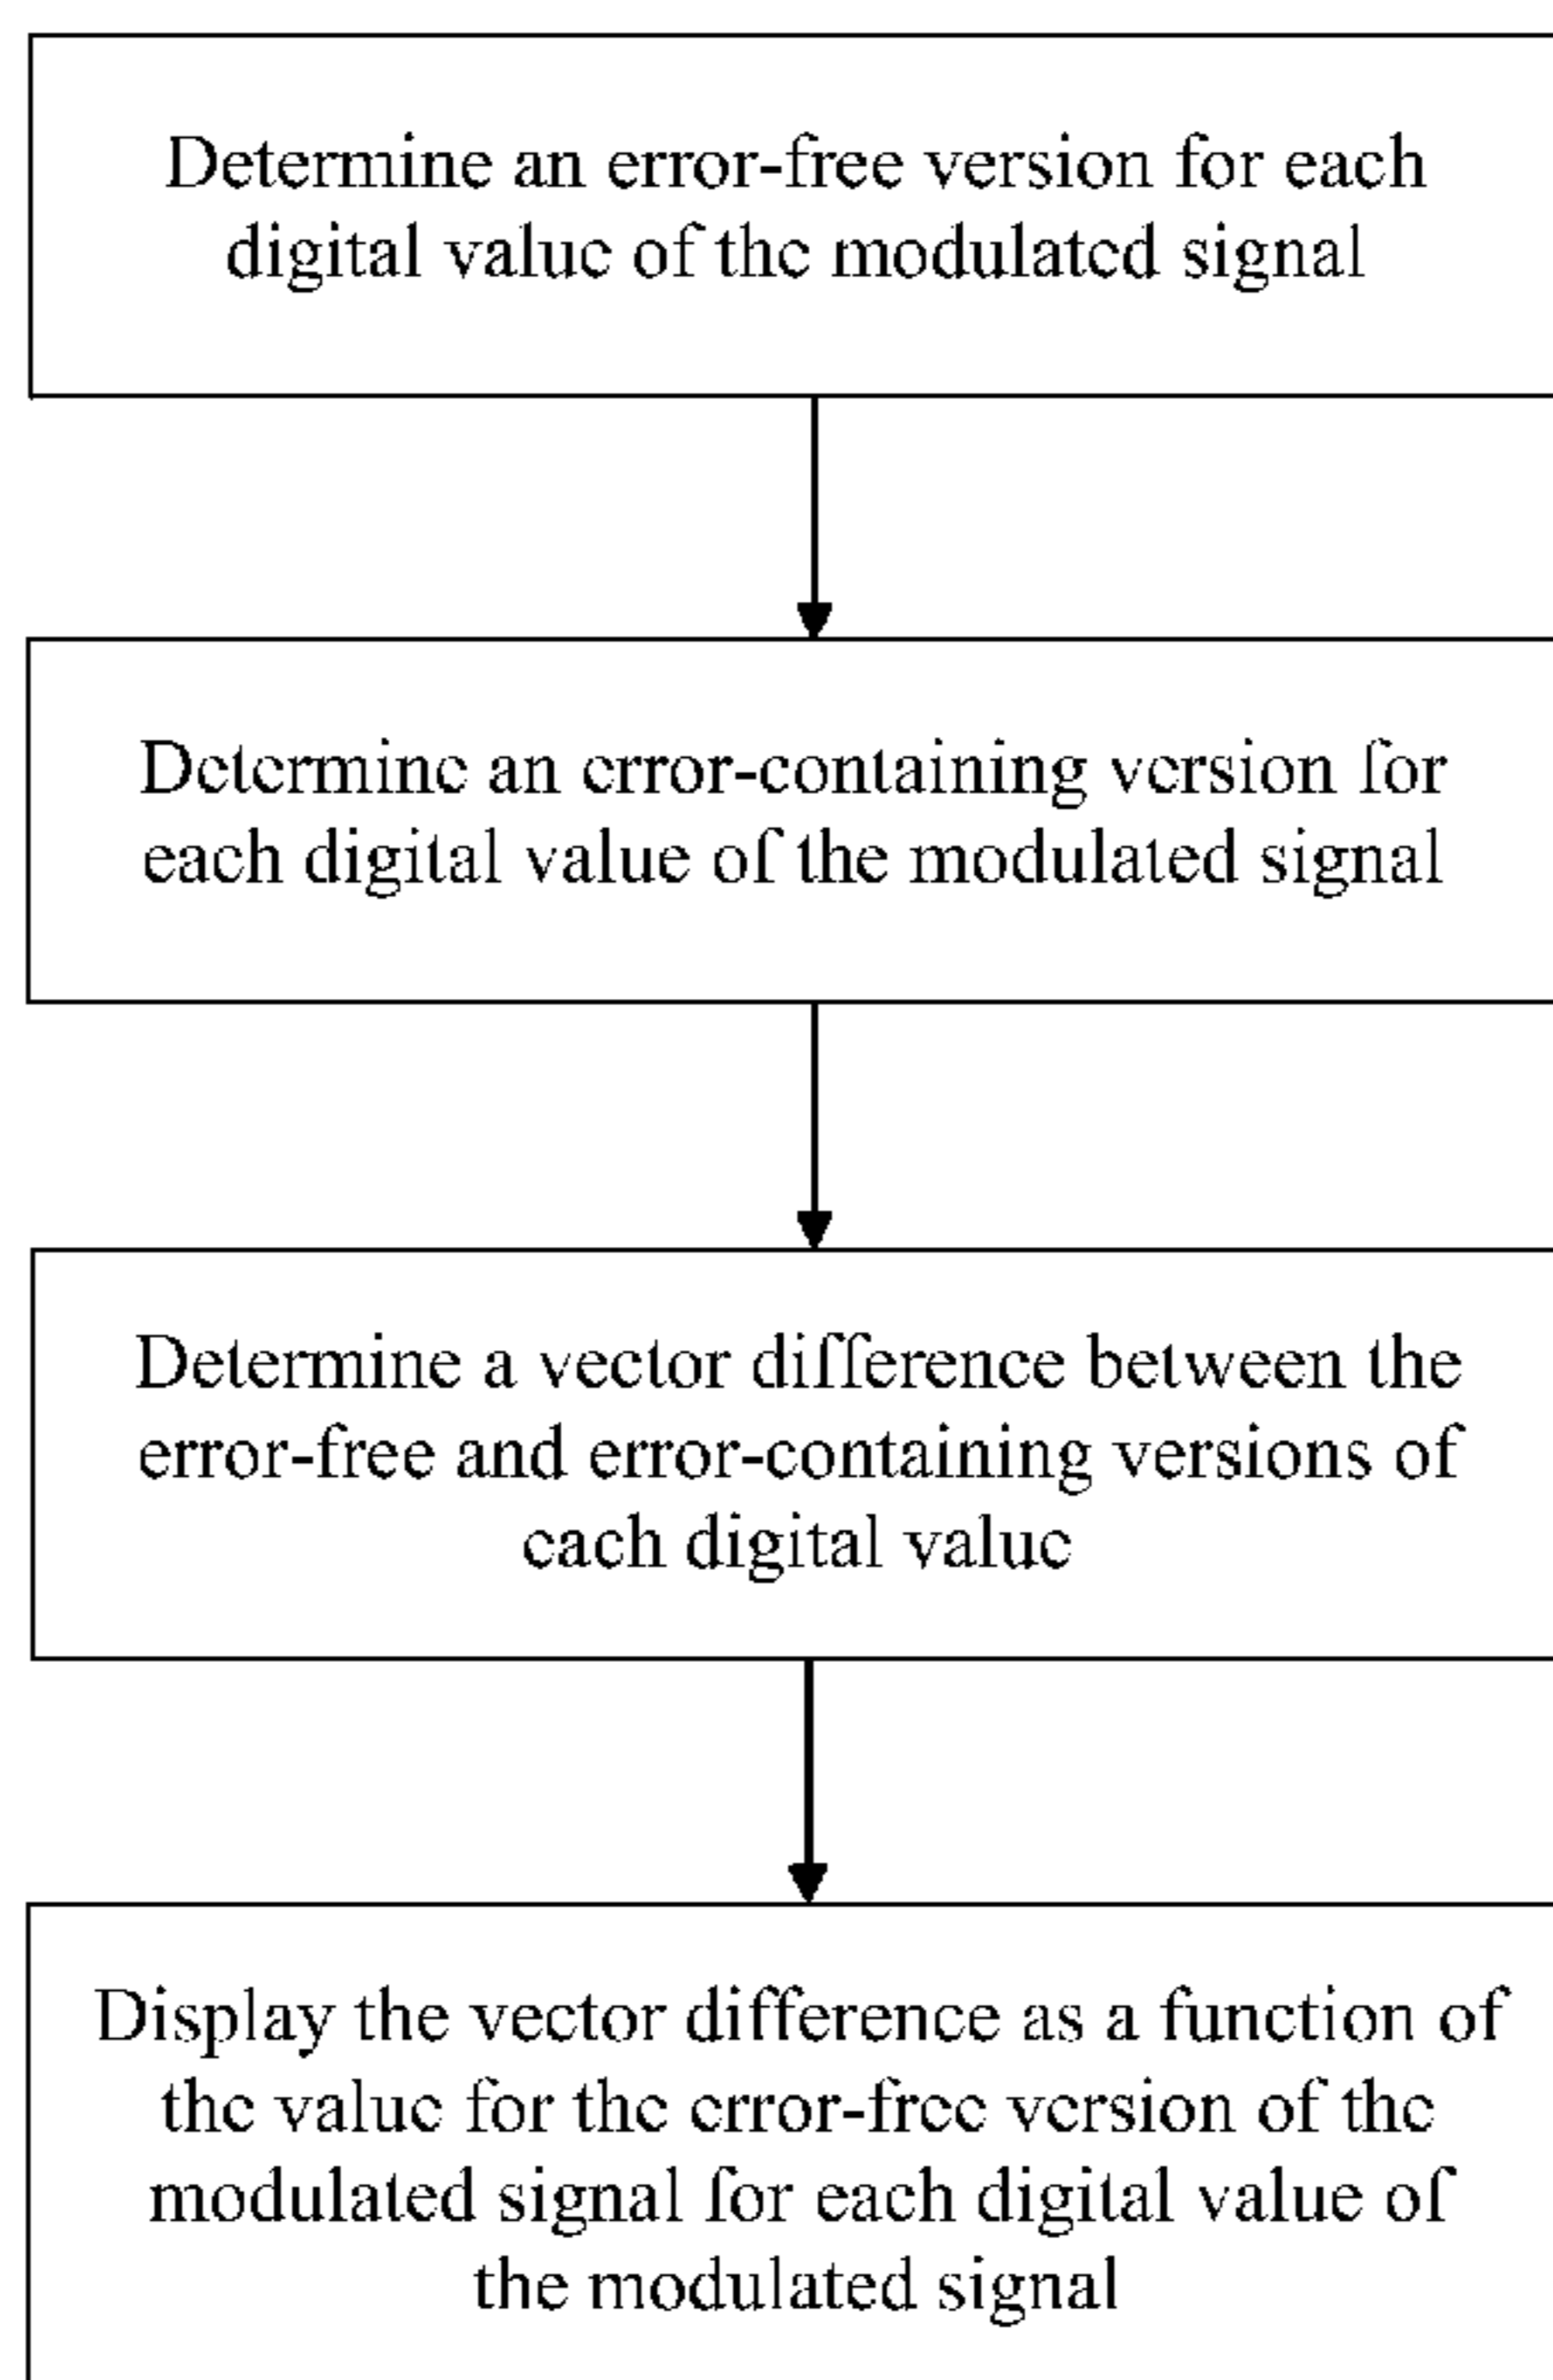 Determine an error-free version for each
digital value of the modulated signal
Determine an error-containing version for
each digital value of the modulated signal
Determine a vector difference between the
error-free and error-containing versions of
each digital value
Display the vector difference as a function of
the value for the error-free version of the
modulated signal for each digital value of
the modulated signal